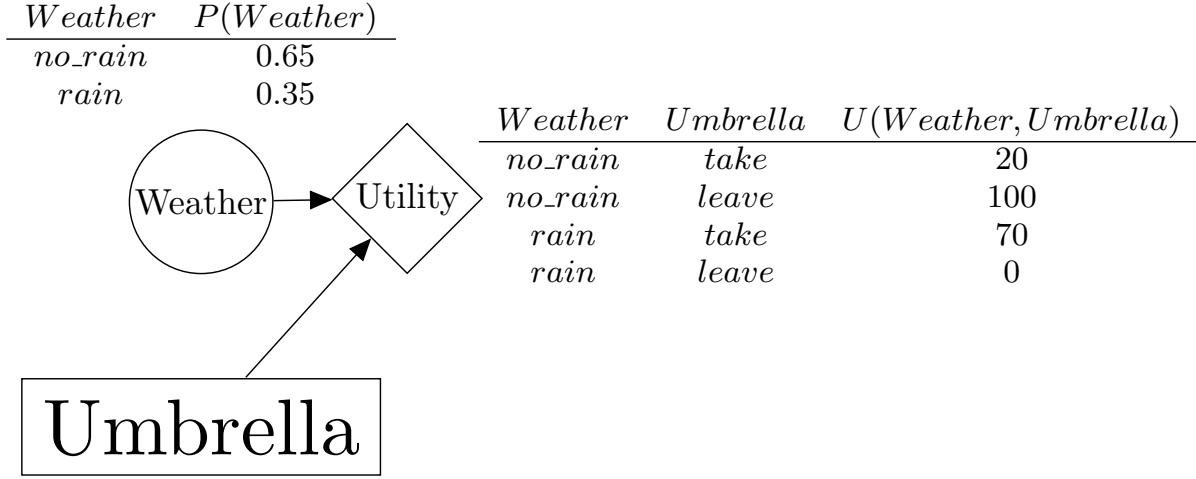 Weather P(Weather)
no_rain 0.65
rain 0.35
Weather Umbrella U(Weather, Umbrella)
no_rain take 20
no_rain leave 100
rain take 70
rain leave 0
Weather
Utility
Umbrella